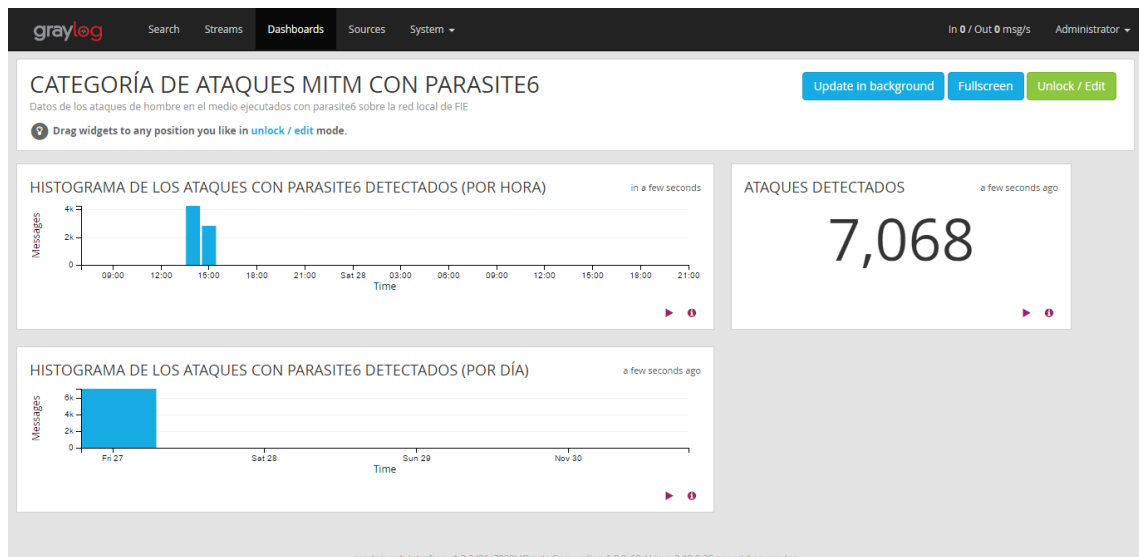 graylog Search Streams Dashboards Sources System In 0 / Out 0 msg/s Administrator
CATEGORÍA DE ATAQUES MITM CON PARASITE6
Update in background Fullscreen Unlock / Edit
Datos de los ataques de hombre en el medio ejecutados con parasite6 sobre la red local de FIE
Drag widgets to any position you like in unlock / edit mode.
HISTOGRAMA DE LOS ATAQUES CON PARASITE6 DETECTADOS (POR HORA) in a few seconds
Messages
4k
2k
0
09:00 12:00 15:00 18:00 21:00 Sat 28 03:00 06:00 09:00 12:00 15:00 18:00 21:00
Time
ATAQUES DETECTADOS a few seconds ago
7,068
HISTOGRAMA DE LOS ATAQUES CON PARASITE6 DETECTADOS (POR DÍA) a few seconds ago
Messages
6k
4k
2k
0
Fri 27 Sat 28 Sun 29 Nov 30
Time